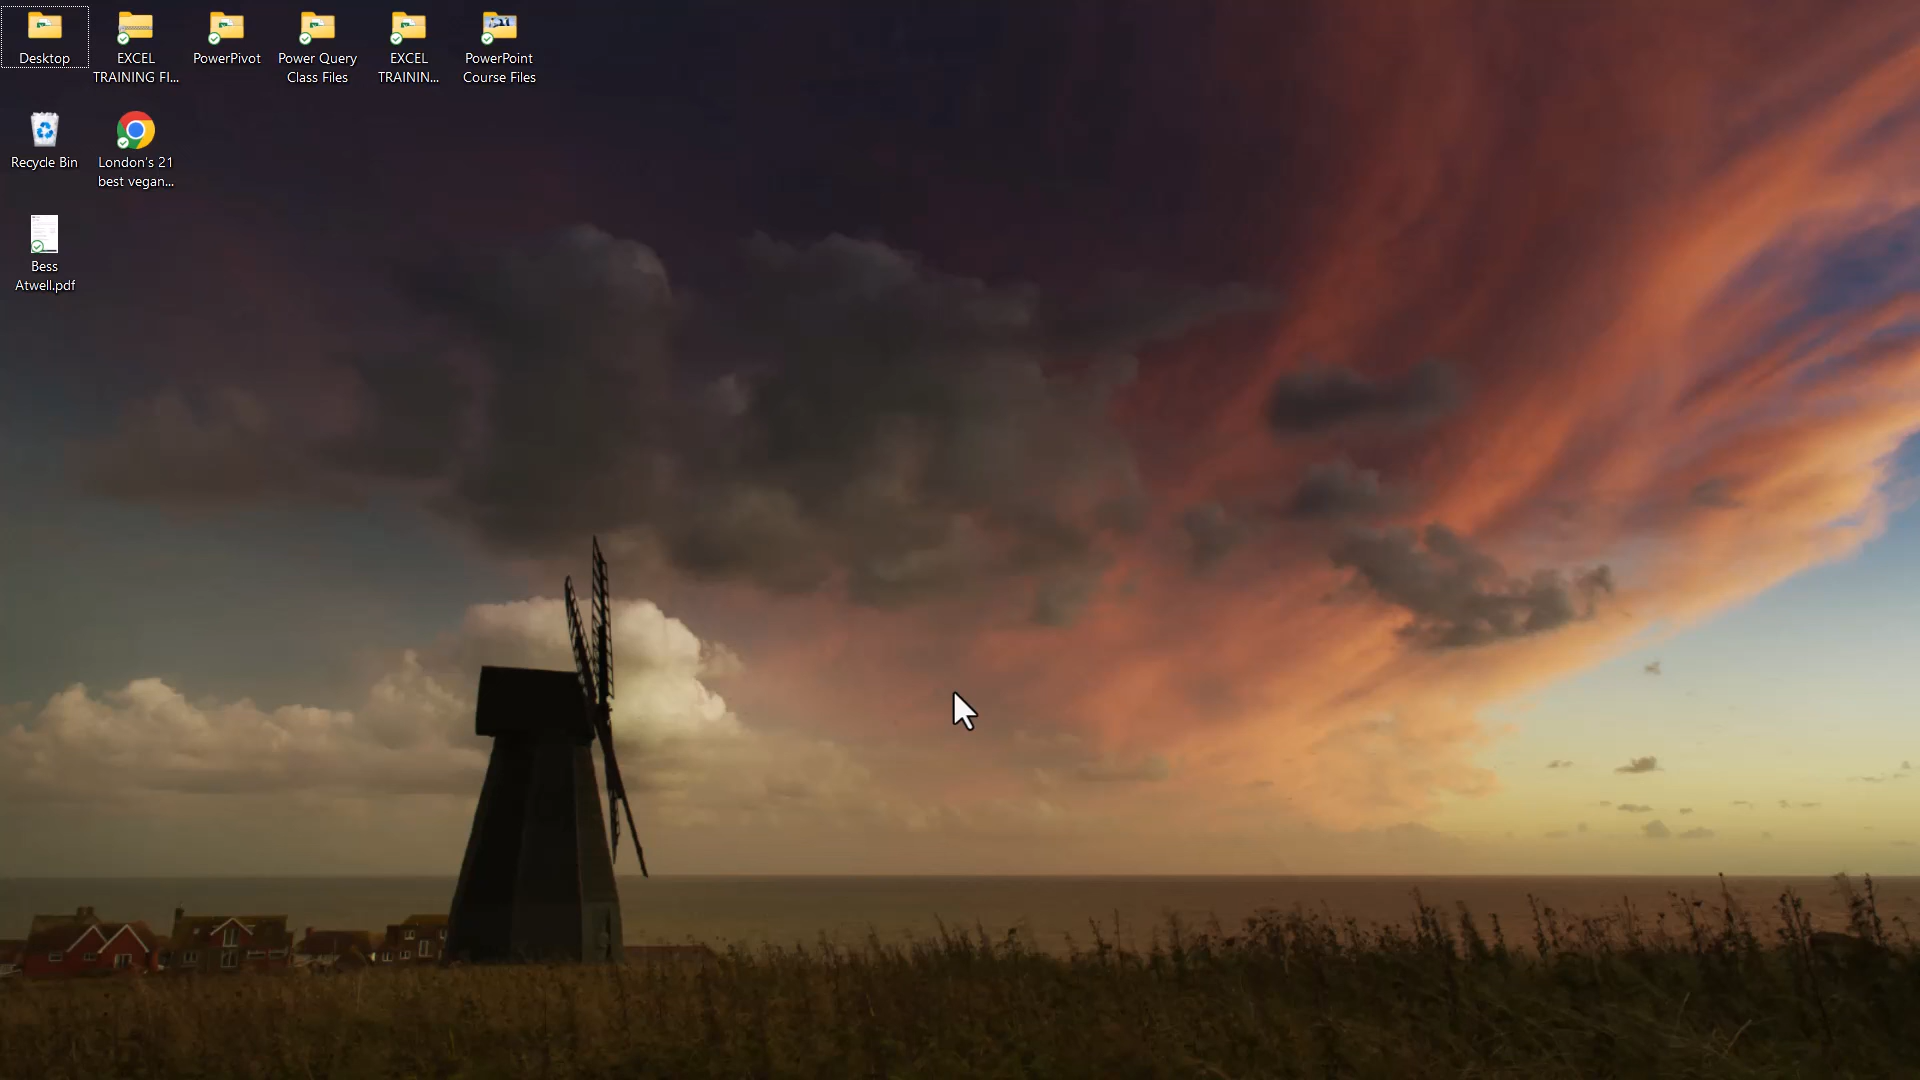 Desktop
EXCEL
TRAINING FI...
PowerPivot
Power Query
Class Files
EXCEL
TRAININ...
PowerPoint
Course Files
Recycle Bin
London's 21
best vegan...
Bess
Atwell.pdf